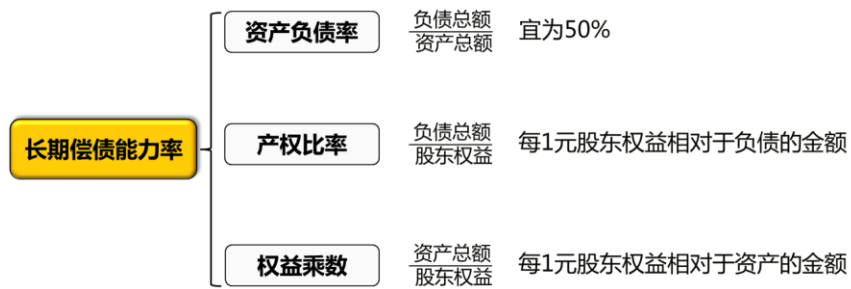 长期偿债能力率
资产负债率
负债总额
资产总额
宜为50%
产权比率
负债总额
股东权益
每1元股东权益相对于负债的金额
权益乘数
资产总额
股东权益
每1元股东权益相对于资产的金额